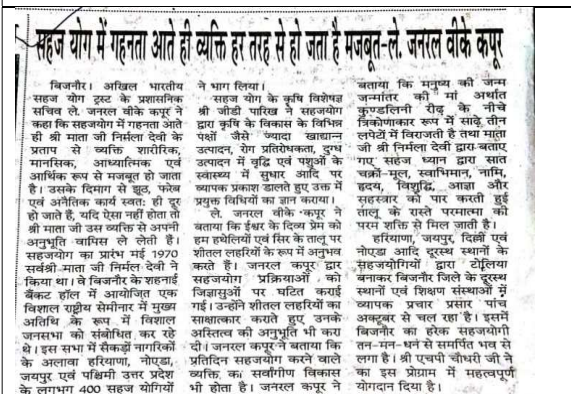 सहज योग में गहनता आते ही व्यक्ति हर तरह से हो जाता है मजबूत-ले. जनरल वीके कपूर
बिजनौर। अखिल भारतीय
सहज योग ट्रस्ट के प्रशासनिक
सचिव ले. जनरल वीके कपूर ने
कहा कि सहजयोग में गहनता आते
ही श्री माता जी निर्मला देवी के
प्रताप से व्यक्ति शारीरिक,
मानसिक, आध्यात्मिक एवं
आर्थिक रूप से मजबूत हो जाता
है। उसके दिमाग से झूठ, फरेब
एवं अनैतिक कार्य स्वत: ही दूर
हो जाते हैं, यदि ऐसा नहीं होता तो
श्री माता जी उस व्यक्ति से अपनी
अनुभूति वापिस ले लेती है।
सहजयोग का प्रारंभ मई 1970
सर्वश्री माता जी निर्मल देवी ने
किया था। वे बिजनौर के शहनाई
बैंकट हॉल में आयोजित एक
विशाल राष्ट्रीय सेमीनार में मुख्य
अतिथि के रूप में विशाल
जनसभा को संबोधित कर रहे
थे। इस सभा में सैकडों नागरिकों
के अलावा हरियाणा, नोएडा,
जयपुर एवं पश्चिमी उत्तर प्रदेश
के लगभग 400 सहज योगियों
ने भाग लिया।
सहज योग के कृषि विशेषज्ञ
श्री जीडी पारिख ने सहजयोग
द्वारा कृषि के विकास के विभिन्न
पक्षों जैसे ज्यादा खाद्यान्न
उत्पादन, रोग प्रतिरोधकता, दुग्ध
उत्पादन में वृद्धि एवं पशुओं के
स्वास्थ्य में सुधार आदि पर
व्यापक प्रकाश डालते हुए उक्त में
प्रयुक्त विधियों का ज्ञान कराया।
ले. जनरल वीके कपूर ने
बताया कि ईश्वर के दिव्य प्रेम को
हम हथेलियों एवं सिर के तालू पर
शीतल लहरियों के रूप में अनुभव
करते हैं। जनरल कपूर द्वारा
सहजयोग प्रक्रियाओं को
जिज्ञासुओं पर घटित कराई
गई। उन्होंने शीतल लहरियों का
साक्षात्कार कराते हुए उनके
अस्तित्व की अनुभूति भी करा
दी। जनरल कपूर ने बताया कि
प्रतिदिन सहजयोग करने वाले
व्यक्ति का सर्वांगीण विकास
भी होता है। जनरल कपूर ने
बताया कि मनुष्य की जन्म
जन्मांतर की मां अर्थात
कुण्डलिनी रीढ़ के नीचे
त्रिकोणाकार रूप में साढ़े तीन
लपेटों में विराजती है तथा माता
जी श्री निर्मला देवी द्वारा बताए
गए सहज ध्यान द्वारा सात
चक्रों-मूल, स्वाभिमान, नाभि,
हृदय, विशुद्धि, आज्ञा और
सहस्त्रार को पार करती हुई
तालू के रास्ते परमात्मा की
परम शक्ति से मिल जाती है।
हरियाणा, जयपुर, दिल्ली एवं
नोएडा आदि दूरस्थ स्थानों के
सहजयोगियों द्वारा टोलिया
बनाकर बिजनौर जिले के दूरस्थ
स्थानों एवं शिक्षण संस्थाओं में
व्यापक प्रचार प्रसार पांच
अक्टूबर से चल रहा है। इसमें
बिजनौर का हरेक सहजयोगी
तन-मन-धन से समर्पित भाव से
लगा है। श्री एचपी चौधरी जी ने
का इस प्रोग्राम में महत्वपूर्ण
योगदान दिया है।